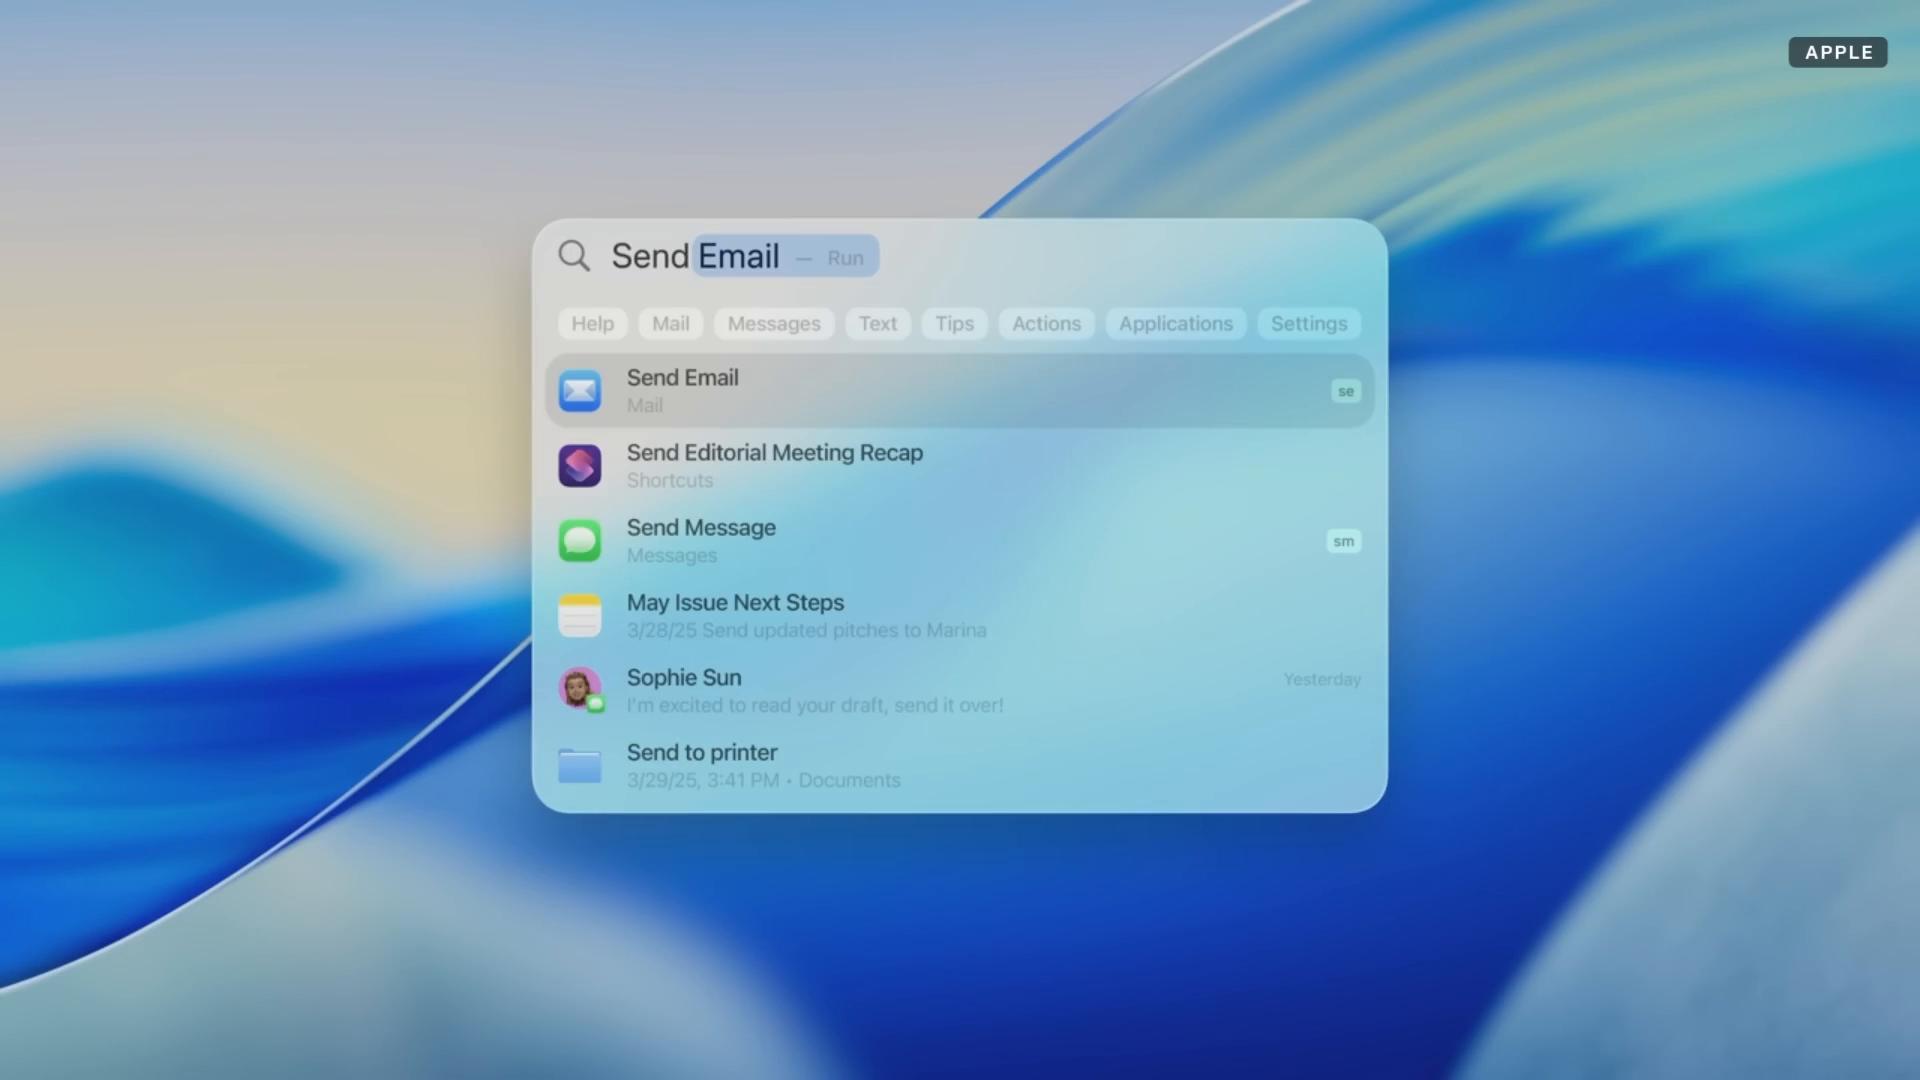 APPLE
Send Email — Run
Help Mail Messages Text Tips Actions Applications Settings
Send Email
Mail
se
Send Editorial Meeting Recap
Shortcuts
Send Message
Messages
sm
May Issue Next Steps
3/28/25 Send updated pitches to Marina
Sophie Sun
Yesterday
I'm excited to read your draft, send it over!
Send to printer
3/29/25, 3:41 PM • Documents